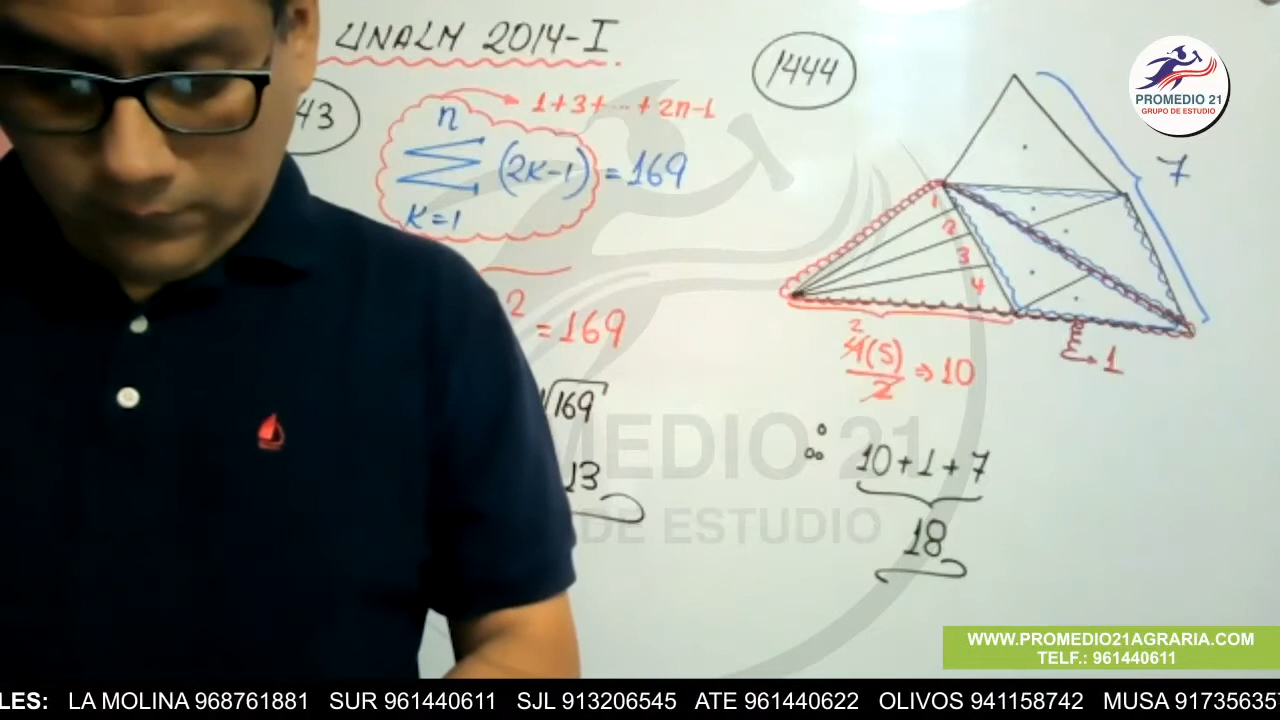 UNALM 2014-I
43
1+3+...+2n-1
n
Σ (2K-1) = 169
K=1
2 = 169
√169
13
1444
7
1
2
3
4
2
4(5)
2
⇒ 10
1
∴ 10+1+7
18
PROMEDIO 21
GRUPO DE ESTUDIO
MEDIO 21
DE ESTUDIO
WWW.PROMEDIO21AGRARIA.COM
TELF.: 961440611
LES: LA MOLINA 968761881 SUR 961440611 SJL 913206545 ATE 961440622 OLIVOS 941158742 MUSA 91735635